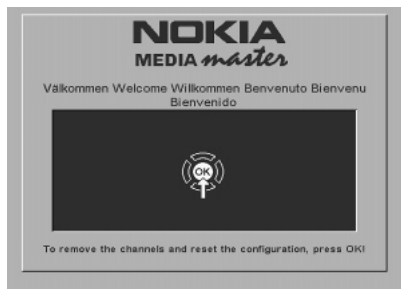 NOKIA
MEDIA master
Välkommen Welcome Willkommen Benvenuto Bienvenu
Bienvenido
OK
To remove the channels and reset the configuration, press OK!